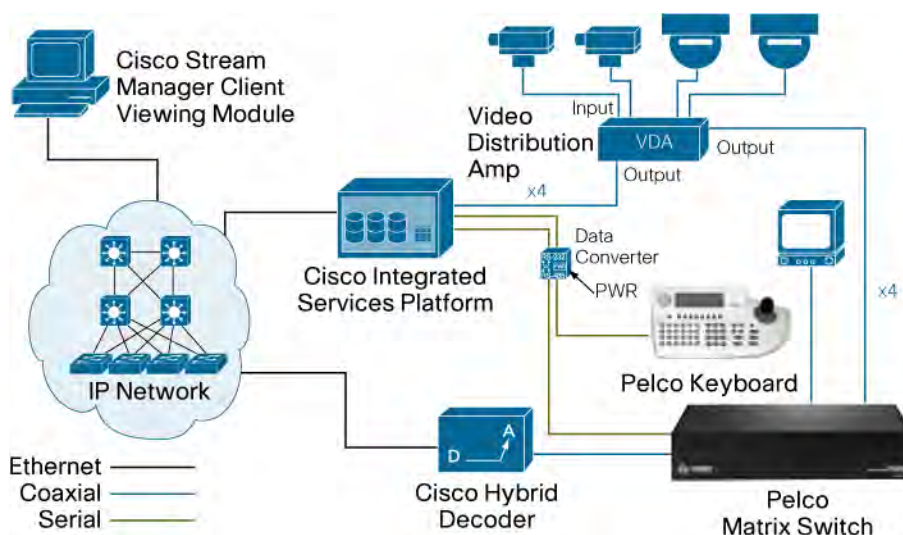 Cisco Stream
Manager Client
Viewing Module
Input
Video
Distribution
Amp
VDA
Output
Output
x4
x4
Cisco Integrated
Services Platform
Data
Converter
PWR
Pelco Keyboard
IP Network
A
D
Cisco Hybrid
Decoder
Pelco
Matrix Switch
Ethernet
Coaxial
Serial